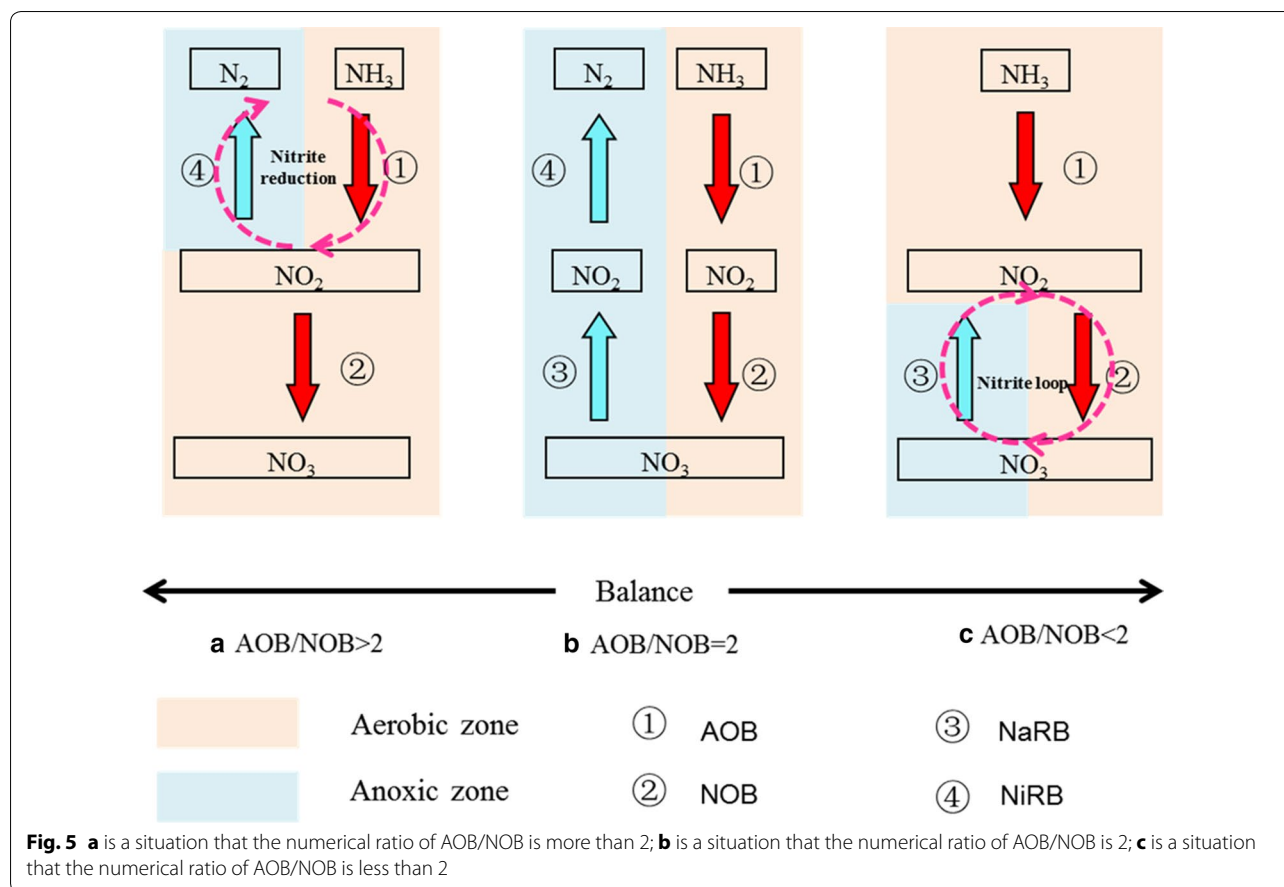 N₂ NH₃ N₂ NH₃ NH₃
④ Nitrite reduction ① ④ ① ①
NO₂ NO₂ NO₂ NO₂
② ③ ② ③ Nitrite loop ②
NO₃ NO₃ NO₃
Balance
a AOB/NOB>2 b AOB/NOB=2 c AOB/NOB<2
Aerobic zone ① AOB ③ NaRB
Anoxic zone ② NOB ④ NiRB
Fig. 5 a is a situation that the numerical ratio of AOB/NOB is more than 2; b is a situation that the numerical ratio of AOB/NOB is 2; c is a situation
that the numerical ratio of AOB/NOB is less than 2